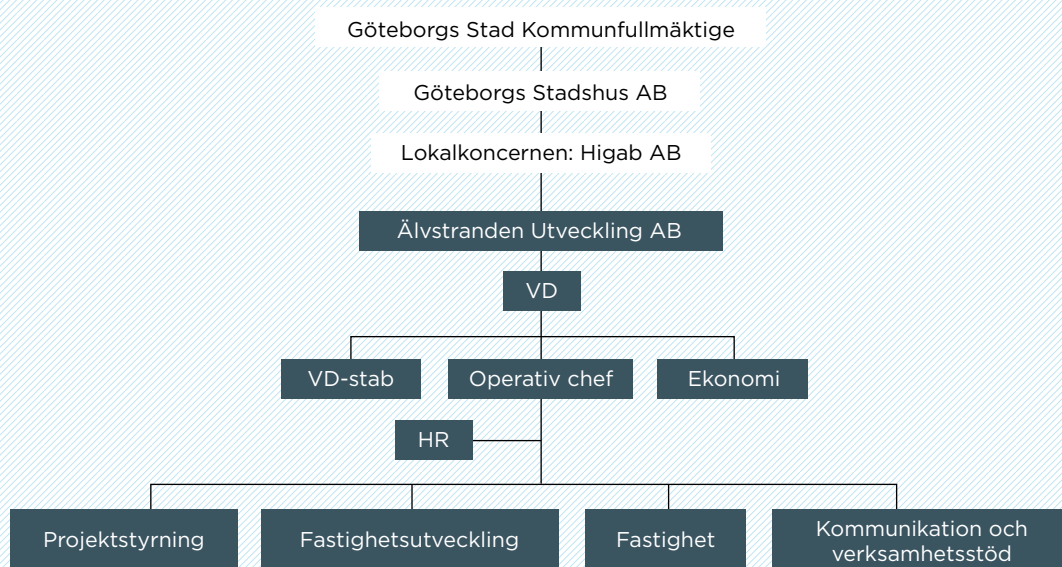 Göteborgs Stad Kommunfullmäktige
Göteborgs Stadshus AB
Lokalkoncernen: Higab AB
Älvstranden Utveckling AB
VD
VD-stab
Operativ chef
Ekonomi
HR
Projektstyrning
Fastighetsutveckling
Fastighet
Kommunikation och
verksamhetsstöd